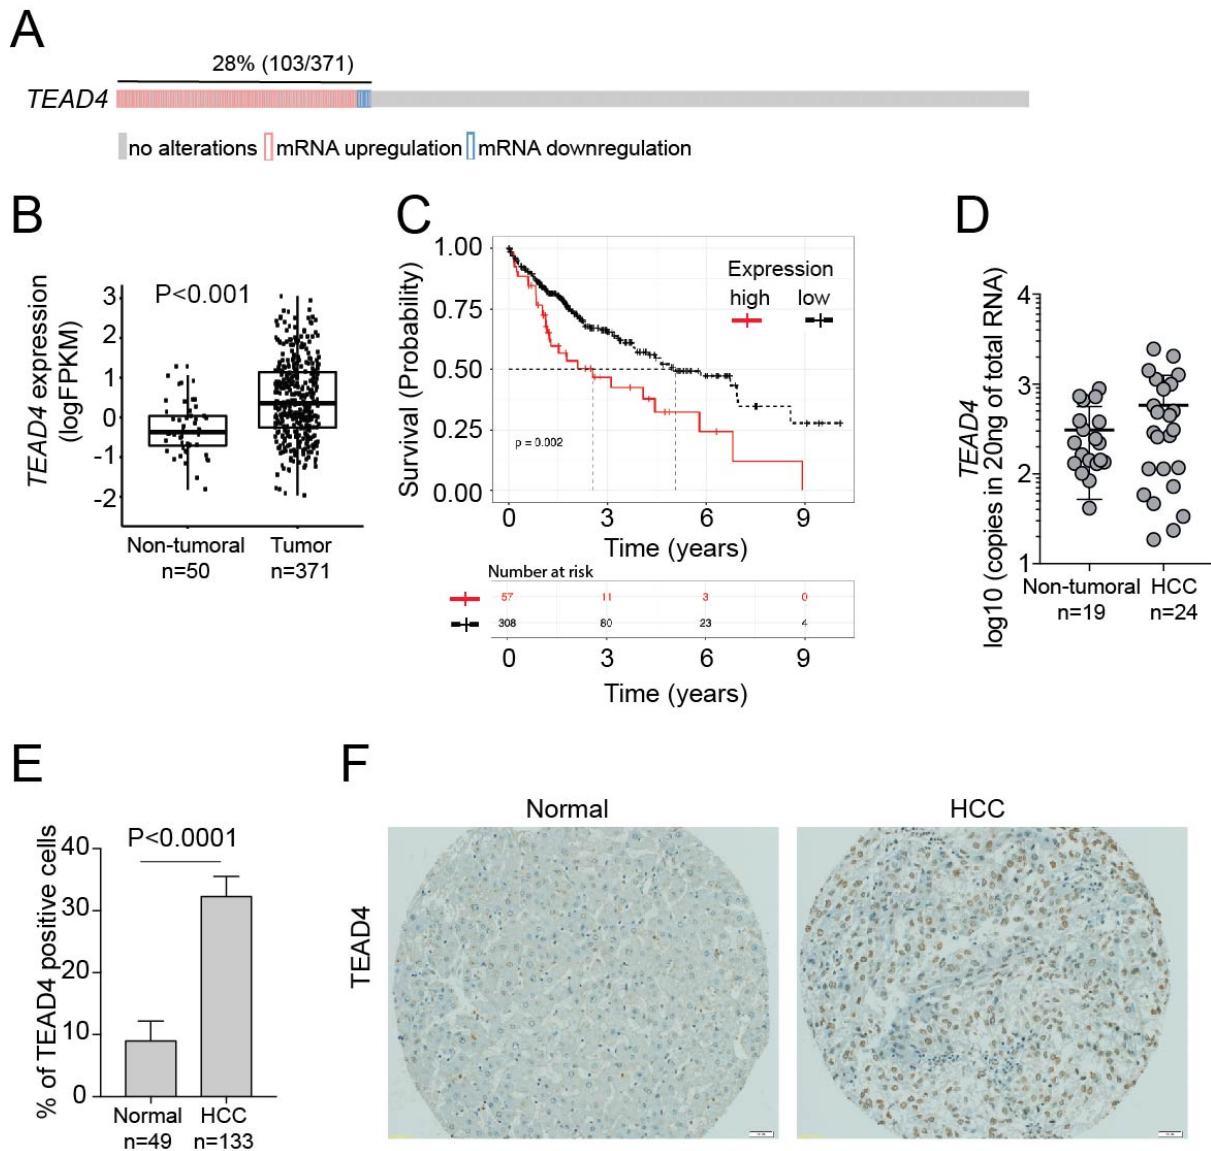 A
28% (103/371)
TEAD4
no alterations mRNA upregulation mRNA downregulation
B
TEAD4 expression
(logFPKM)
P<0.001
3
2
1
0
-1
-2
Non-tumoral
n=50
Tumor
n=371
C
Survival (Probability)
1.00
0.75
0.50
0.25
0.00
Expression
high low
p = 0.002
0 3 6 9
Time (years)
Number at risk
57 11 3 0
308 80 23 4
0 3 6 9
Time (years)
D
TEAD4
log10 (copies in 20ng of total RNA)
4
3
2
1
Non-tumoral
n=19
HCC
n=24
E
% of TEAD4 positive cells
P<0.0001
40
30
20
10
0
Normal
n=49
HCC
n=133
F
Normal
HCC
TEAD4